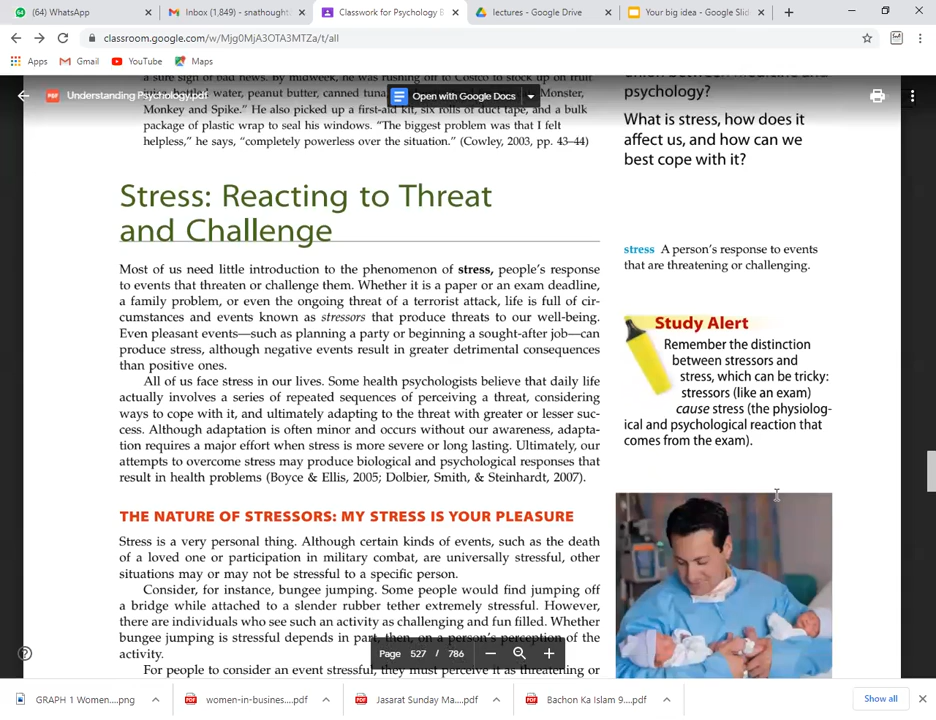 (64) WhatsApp
Inbox (1,849) - snathought
Classwork for Psychology B
lectures - Google Drive
Your big idea - Google Slid
classroom.google.com/w/Mjg0MjA3OTA3MTZa/t/all
Apps
Gmail
YouTube
Maps
a sure sign of bad news. By midweek, he was rushing off to Costco to stock up on fruit
water, peanut butter, canned tuna
Monster,
Understanding Psychology.pdf
Open with Google Docs
Monkey and Spike." He also picked up a first-aid kit, six rolls of duct tape, and a bulk
package of plastic wrap to seal his windows. "The biggest problem was that I felt
helpless," he says, "completely powerless over the situation." (Cowley, 2003, pp. 43–44)
psychology?
What is stress, how does it
affect us, and how can we
best cope with it?
Stress: Reacting to Threat
and Challenge
Most of us need little introduction to the phenomenon of stress, people's response
to events that threaten or challenge them. Whether it is a paper or an exam deadline,
a family problem, or even the ongoing threat of a terrorist attack, life is full of cir-
cumstances and events known as stressors that produce threats to our well-being.
Even pleasant events—such as planning a party or beginning a sought-after job—can
produce stress, although negative events result in greater detrimental consequences
than positive ones.
All of us face stress in our lives. Some health psychologists believe that daily life
actually involves a series of repeated sequences of perceiving a threat, considering
ways to cope with it, and ultimately adapting to the threat with greater or lesser suc-
cess. Although adaptation is often minor and occurs without our awareness, adapta-
tion requires a major effort when stress is more severe or long lasting. Ultimately, our
attempts to overcome stress may produce biological and psychological responses that
result in health problems (Boyce & Ellis, 2005; Dolbier, Smith, & Steinhardt, 2007).
stress A person's response to events
that are threatening or challenging.
Study Alert
Remember the distinction
between stressors and
stress, which can be tricky:
stressors (like an exam)
cause stress (the physiolog-
ical and psychological reaction that
comes from the exam).
THE NATURE OF STRESSORS: MY STRESS IS YOUR PLEASURE
Stress is a very personal thing. Although certain kinds of events, such as the death
of a loved one or participation in military combat, are universally stressful, other
situations may or may not be stressful to a specific person.
Consider, for instance, bungee jumping. Some people would find jumping off
a bridge while attached to a slender rubber tether extremely stressful. However,
there are individuals who see such an activity as challenging and fun filled. Whether
bungee jumping is stressful depends in part, then, on a person's perception of the
activity.
For people to consider an event stressful, they must perceive it as threatening or
Page 527 / 786
GRAPH 1 Women....png
women-in-busines....pdf
Jasarat Sunday Ma....pdf
Bachon Ka Islam 9....pdf
Show all